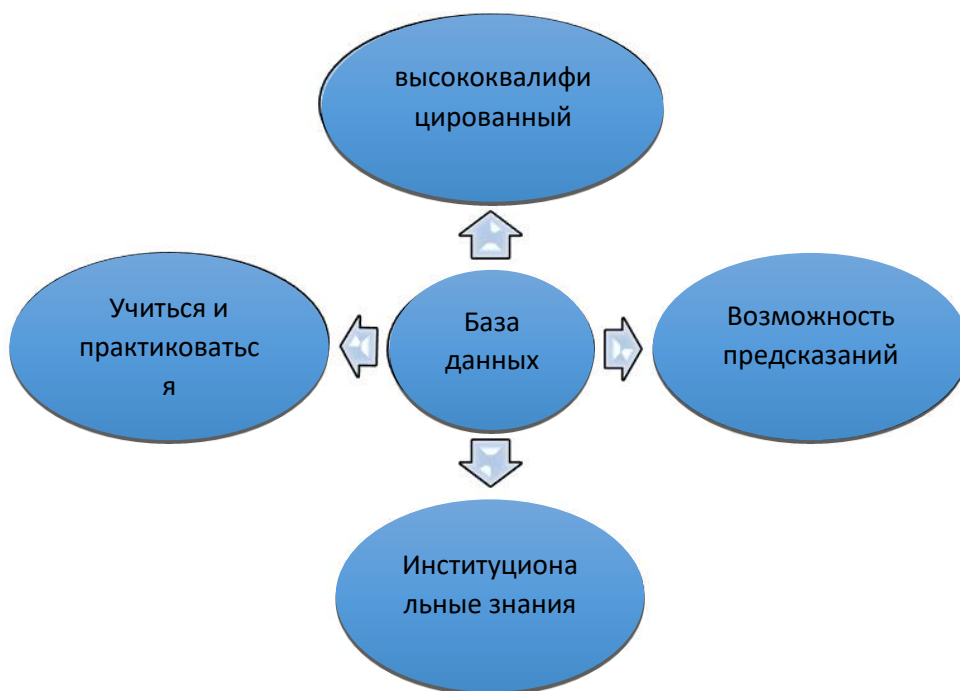 высококвалифи
цированный
Учиться и
практиковатьс
я
База
данных
Возможность
предсказаний
Институциона
льные знания